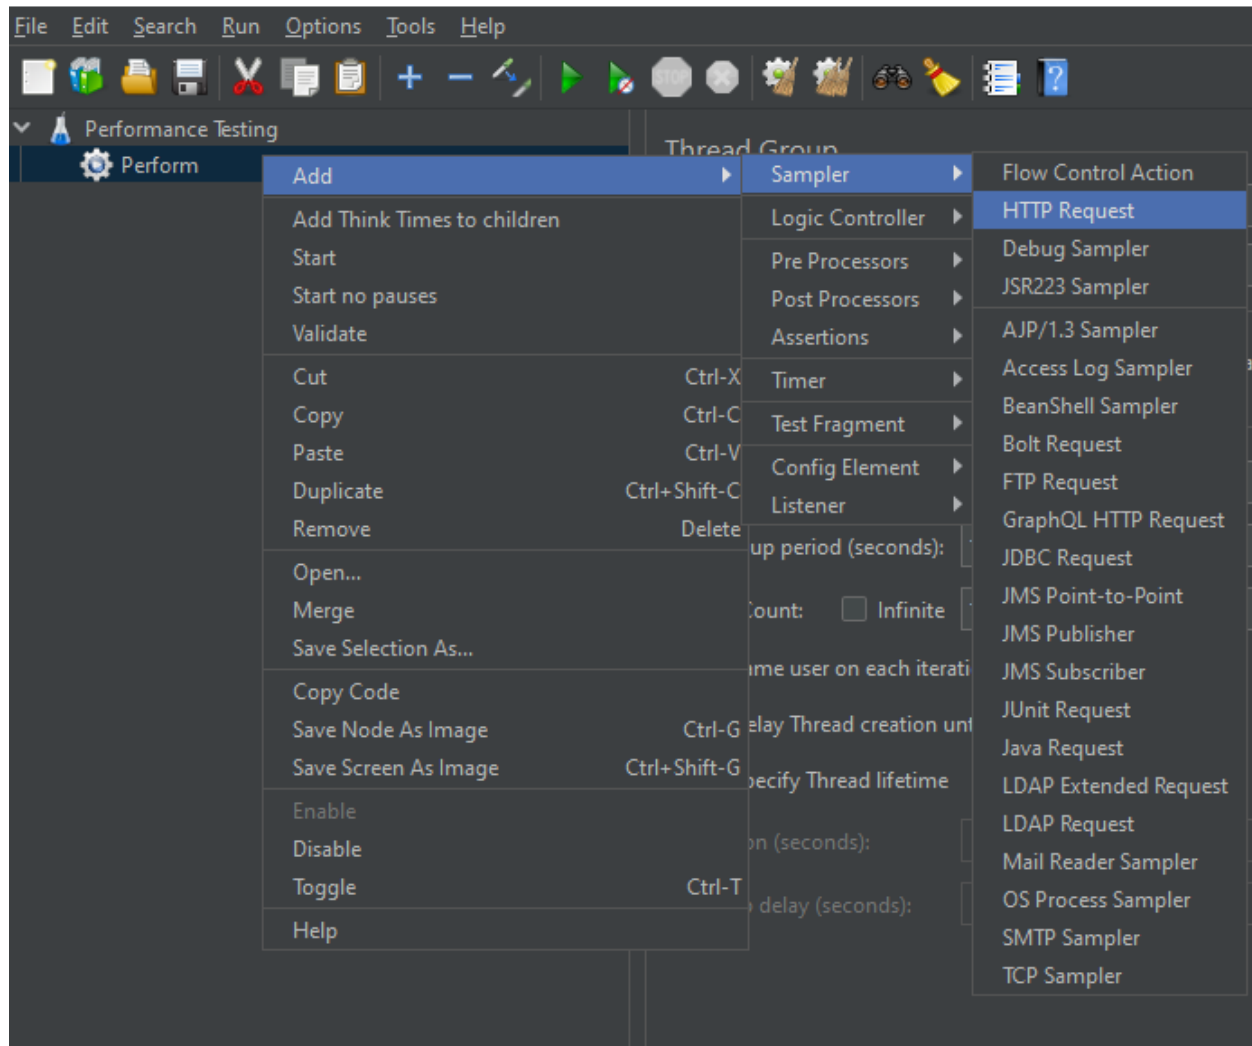 File Edit Search Run Options Tools Help
STOP
Performance Testing
Perform
Thread Group
Add
Add Think Times to children
Start
Start no pauses
Validate
Cut Ctrl-X
Copy Ctrl-C
Paste Ctrl-V
Duplicate Ctrl+Shift-C
Remove Delete
Open...
Merge
Save Selection As...
Copy Code
Save Node As Image Ctrl-G
Save Screen As Image Ctrl+Shift-G
Enable
Disable
Toggle Ctrl-T
Help
Sampler
Logic Controller
Pre Processors
Post Processors
Assertions
Timer
Test Fragment
Config Element
Listener
up period (seconds):
ount: Infinite
me user on each iterati
elay Thread creation unt
pecify Thread lifetime
on (seconds):
delay (seconds):
Flow Control Action
HTTP Request
Debug Sampler
JSR223 Sampler
AJP/1.3 Sampler
Access Log Sampler
BeanShell Sampler
Bolt Request
FTP Request
GraphQL HTTP Request
JDBC Request
JMS Point-to-Point
JMS Publisher
JMS Subscriber
JUnit Request
Java Request
LDAP Extended Request
LDAP Request
Mail Reader Sampler
OS Process Sampler
SMTP Sampler
TCP Sampler